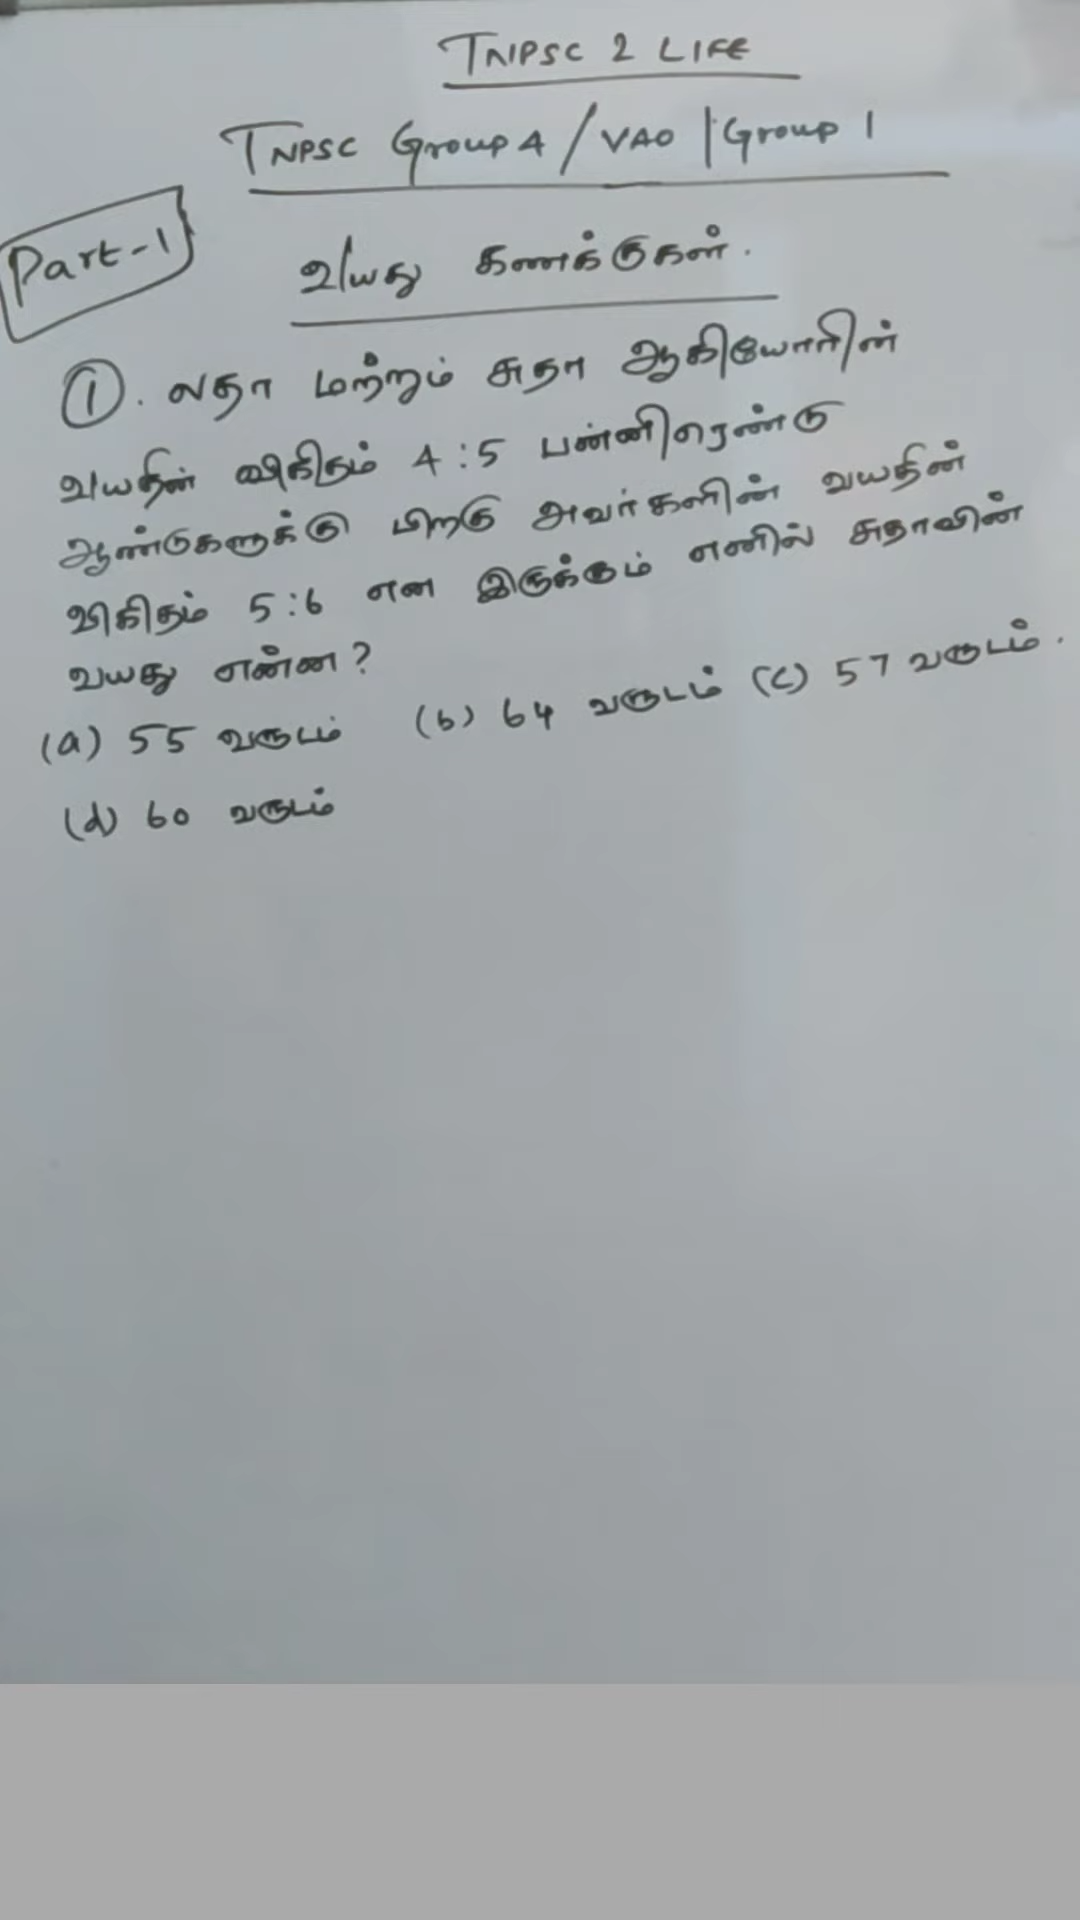 TNPSC 2 LIFE
TNPSC Group 4 / VAO | Group 1
Part-1
வயது கணக்குகள்.
1. லதா மற்றும் சுதா ஆகியோரின்
வயதின் விகிதம் 4:5 பன்னிரெண்டு
ஆண்டுகளுக்கு பிறகு அவர்களின் வயதின்
விகிதம் 5:6 என இருக்கும் எனில் சுதாவின்
வயது என்ன?
(a) 55 வருடம் (b) 64 வருடம் (c) 57 வருடம்.
(d) 60 வருடம்